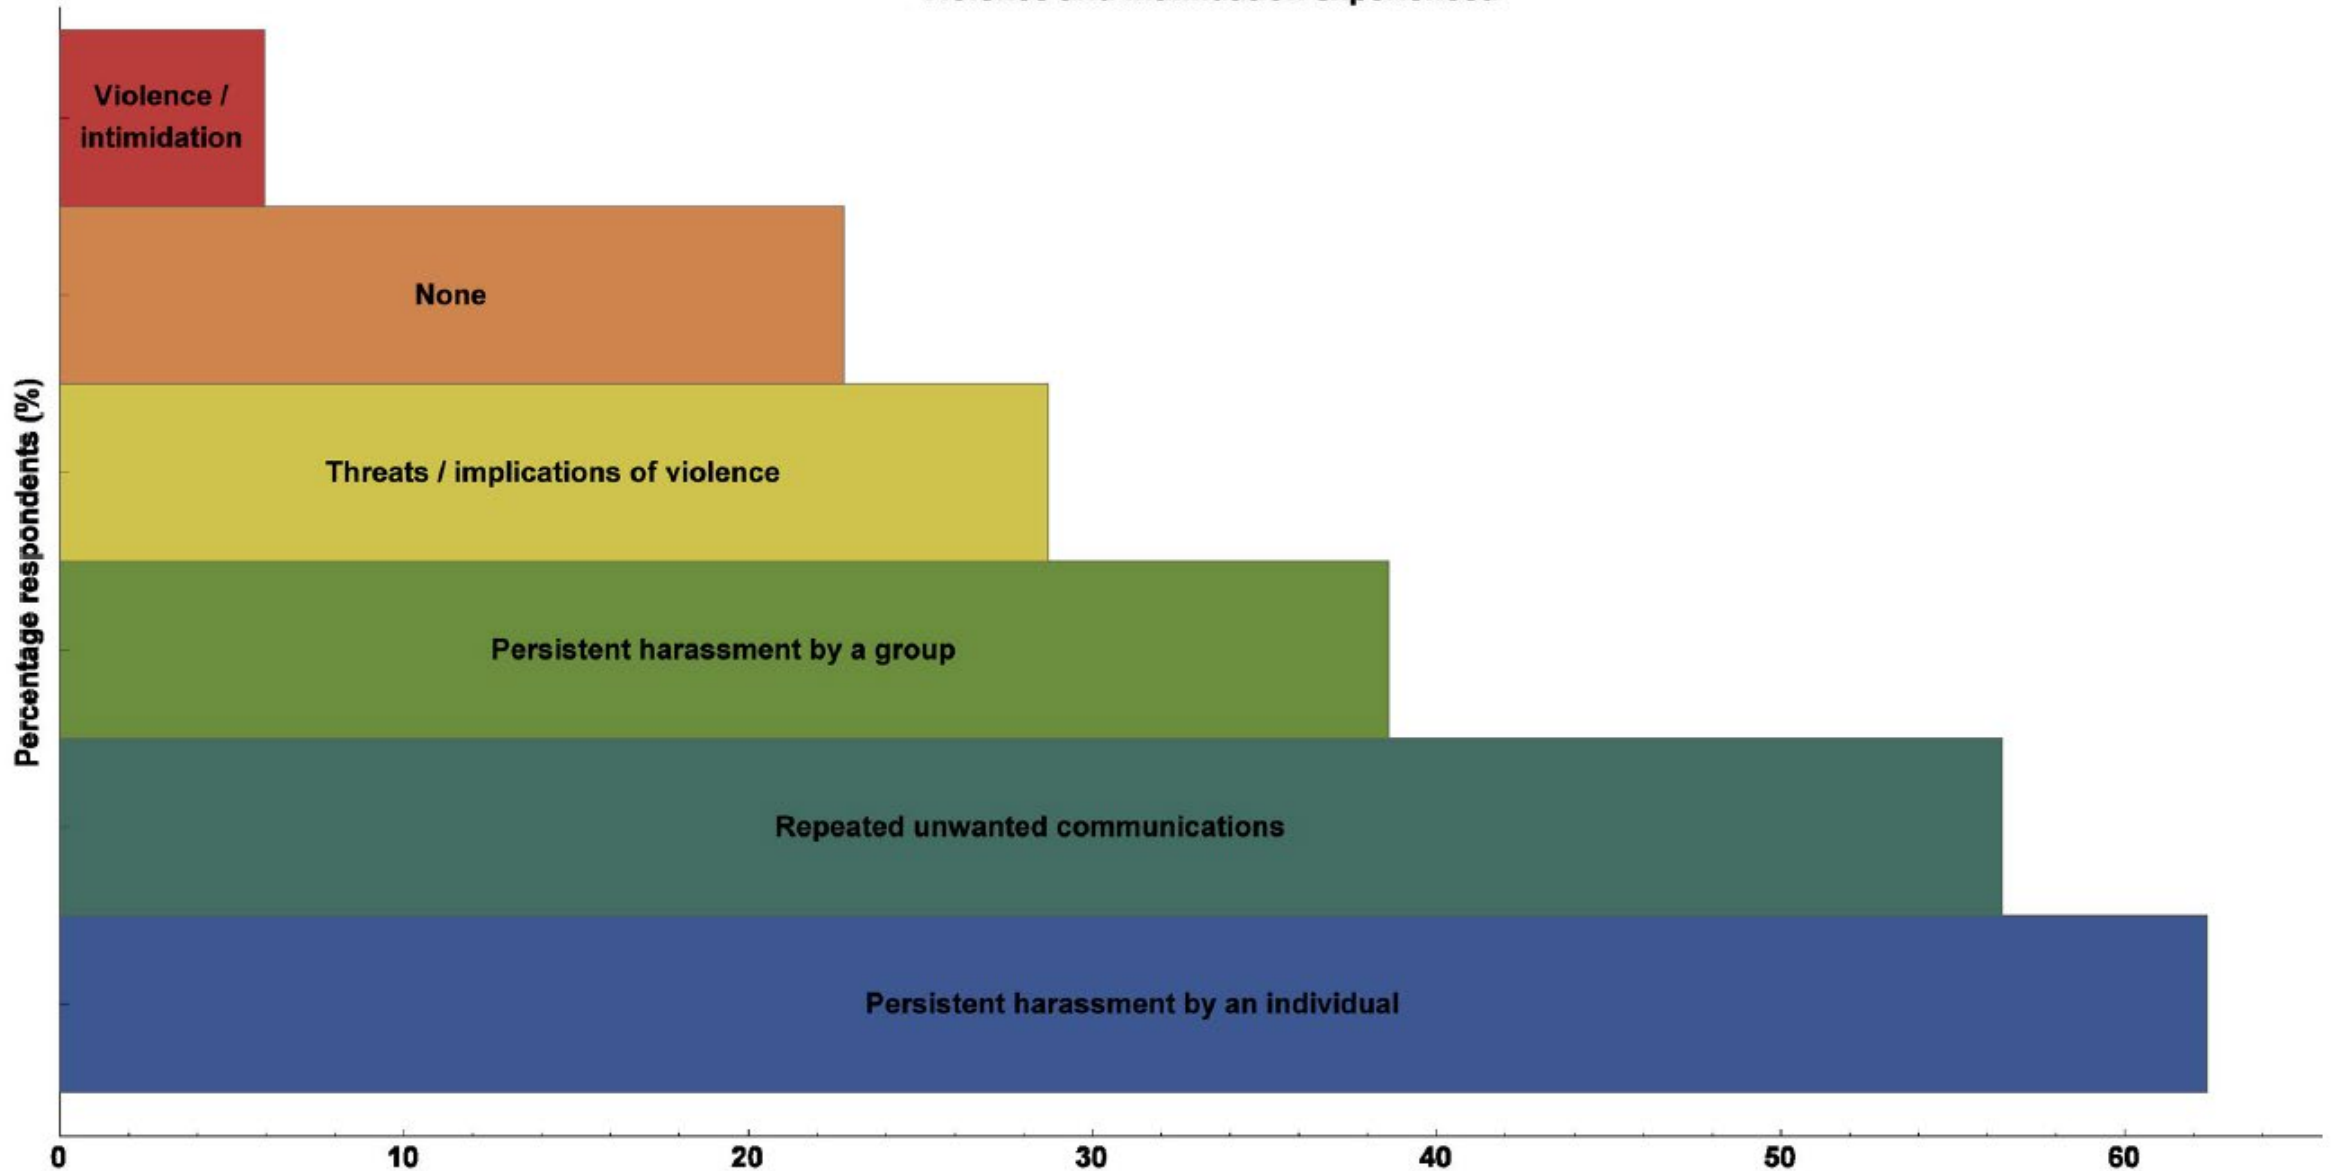 Violence /
intimidation
None
Threats / implications of violence
Persistent harassment by a group
Repeated unwanted communications
Persistent harassment by an individual
Percentage respondents (%)
0 10 20 30 40 50 60